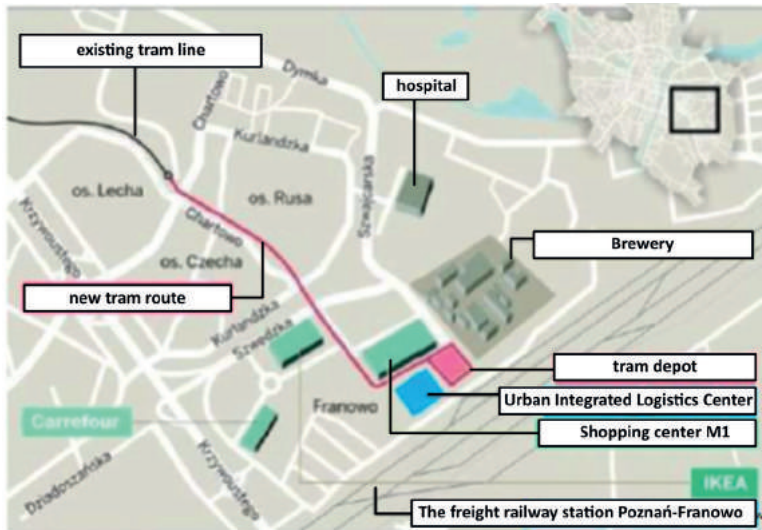 existing tram line
hospital
Dymka
Chartowo
Kurlandzka
os. Lecha
os. Rusa
Szwajcarska
Krzywoustego
Chartowo
Brewery
os. Czecha
new tram route
Kurlandzka
Szwedzka
tram depot
Urban Integrated Logistics Center
Franowo
Carrefour
Shopping center M1
Krzywoustego
Dziadoszańska
IKEA
The freight railway station Poznań-Franowo